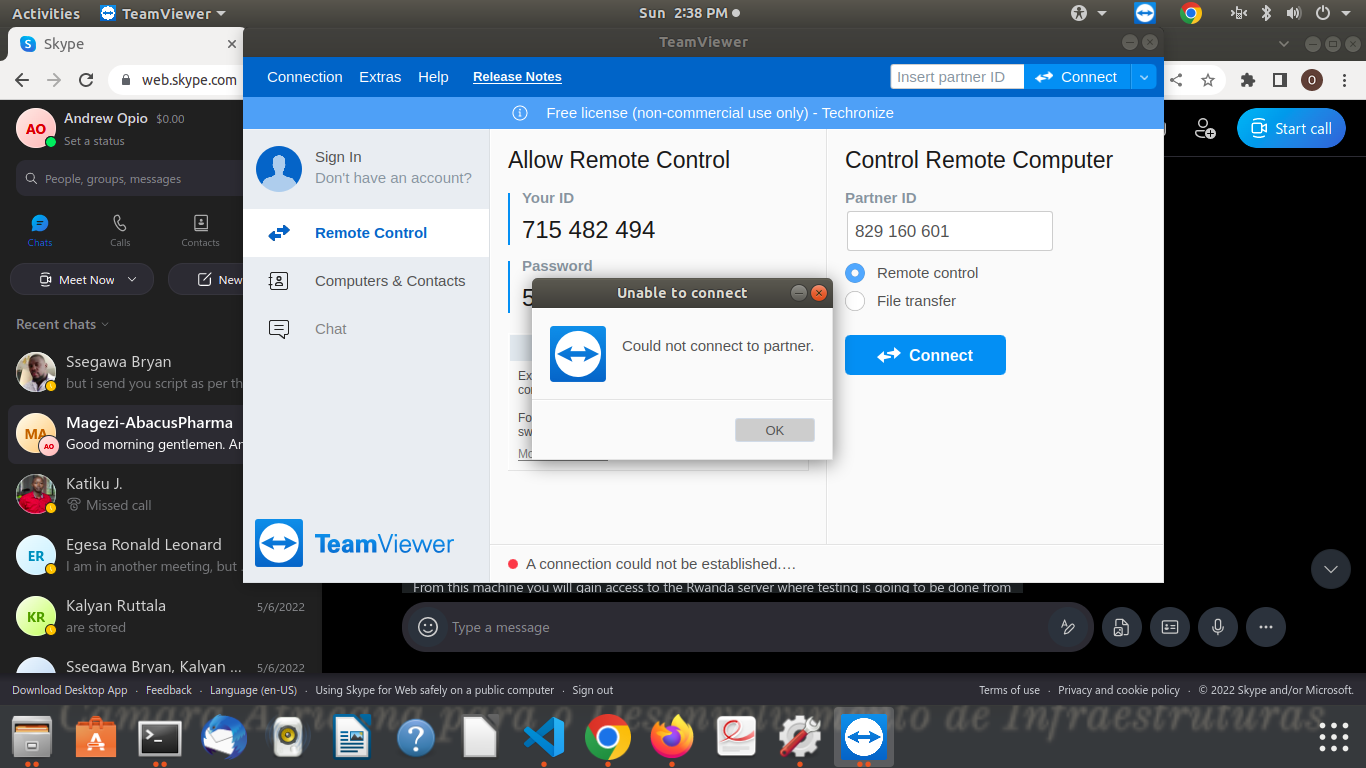 Activities
TeamViewer
Sun 2:38 PM
Skype
TeamViewer
web.skype.com
O
Connection Extras Help Release Notes
Insert partner ID
Connect
Free license (non-commercial use only) - Techronize
AO
Andrew Opio $0.00
Set a status
People, groups, messages
Chats Calls Contacts
Meet Now
New
Recent chats
Ssegawa Bryan
but i send you script as per th
MA
AO
Magezi-AbacusPharma
Good morning gentlemen. Ar
Katiku J.
Missed call
ER
Egesa Ronald Leonard
I am in another meeting, but
KR
Kalyan Ruttala 5/6/2022
are stored
Ssegawa Bryan, Kalyan ... 5/6/2022
Start call
Sign In
Don't have an account?
Remote Control
Computers & Contacts
Chat
TeamViewer
Allow Remote Control
Your ID
715 482 494
Password
5
Ex
co
Fo
sw
Mo
Control Remote Computer
Partner ID
829 160 601
Remote control
File transfer
Connect
Unable to connect
Could not connect to partner.
OK
A connection could not be established....
From this machine you will gain access to the Rwanda server where testing is going to be done from
Type a message
Download Desktop App · Feedback · Language (en-US) · Using Skype for Web safely on a public computer · Sign out
Terms of use · Privacy and cookie policy · © 2022 Skype and/or Microsoft.
de Infraestruturas